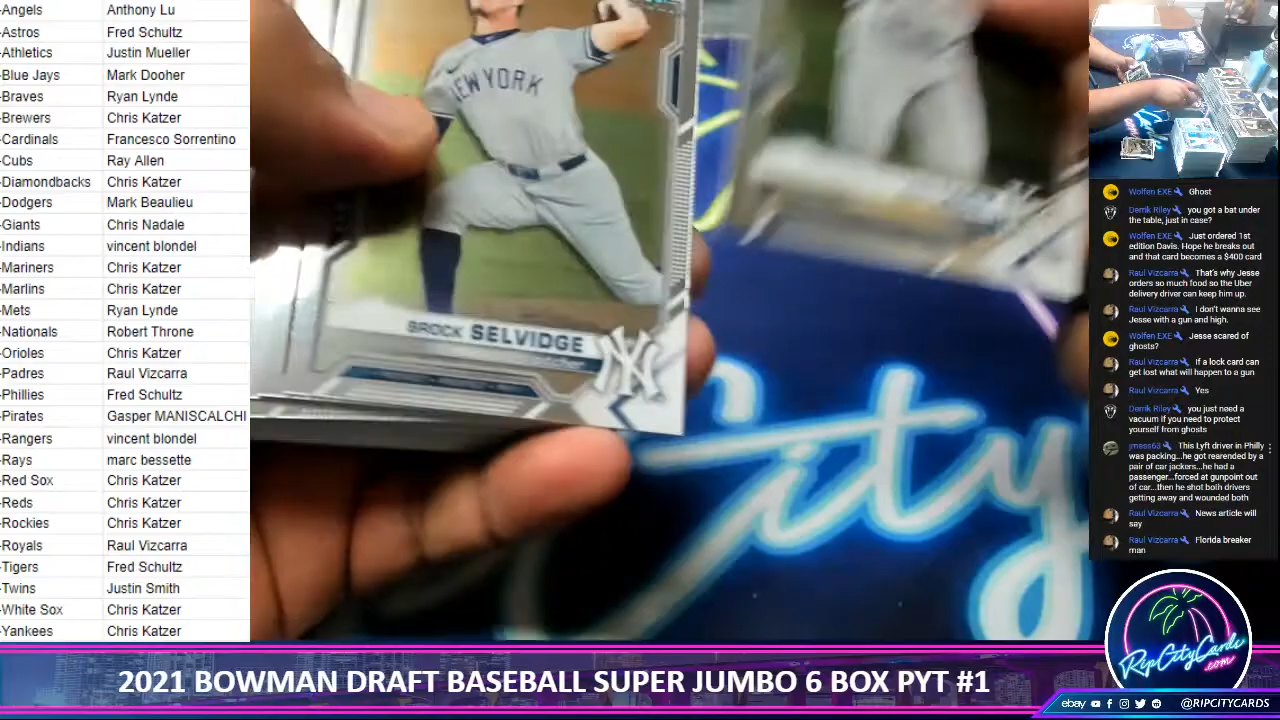 -Angels Anthony Lu
-Astros Fred Schultz
-Athletics Justin Mueller
-Blue Jays Mark Dooher
-Braves Ryan Lynde
-Brewers Chris Katzer
-Cardinals Francesco Sorrentino
-Cubs Ray Allen
-Diamondbacks Chris Katzer
-Dodgers Mark Beaulieu
-Giants Chris Nadale
-Indians vincent blondel
-Mariners Chris Katzer
-Marlins Chris Katzer
-Mets Ryan Lynde
-Nationals Robert Throne
-Orioles Chris Katzer
-Padres Raul Vizcarra
-Phillies Fred Schultz
-Pirates Gasper MANISCALCHI
-Rangers vincent blondel
-Rays marc bessette
-Red Sox Chris Katzer
-Reds Chris Katzer
-Rockies Chris Katzer
-Royals Raul Vizcarra
-Tigers Fred Schultz
-Twins Justin Smith
-White Sox Chris Katzer
-Yankees Chris Katzer
NEW YORK
BROCK SELVIDGE
NY
City
Wolfen EXE Ghost
Derrik Riley you got a bat under
the table, just in case?
Wolfen EXE Just ordered 1st
edition Davis. Hope he breaks out
and that card becomes a $400 card
Raul Vizcarra That's why Jesse
orders so much food so the Uber
delivery driver can keep him up.
Raul Vizcarra I don't wanna see
Jesse with a gun and high.
Wolfen EXE Jesse scared of
ghosts?
Raul Vizcarra If a lock card can
get lost what will happen to a gun
Raul Vizcarra Yes
Derrik Riley you just need a
vacuum if you need to protect
yourself from ghosts
jmess63 This Lyft driver in Philly
was packing...he got rearended by a
pair of car jackers...he had a
passenger...forced at gunpoint out
of car...then he shot both drivers
getting away and wounded both
Raul Vizcarra News article will
say
Raul Vizcarra Florida breaker
man
RipCityCards
.com
2021 BOWMAN DRAFT BASEBALL SUPER JUMBO 6 BOX PYT #1
ebay @RIPCITYCARDS